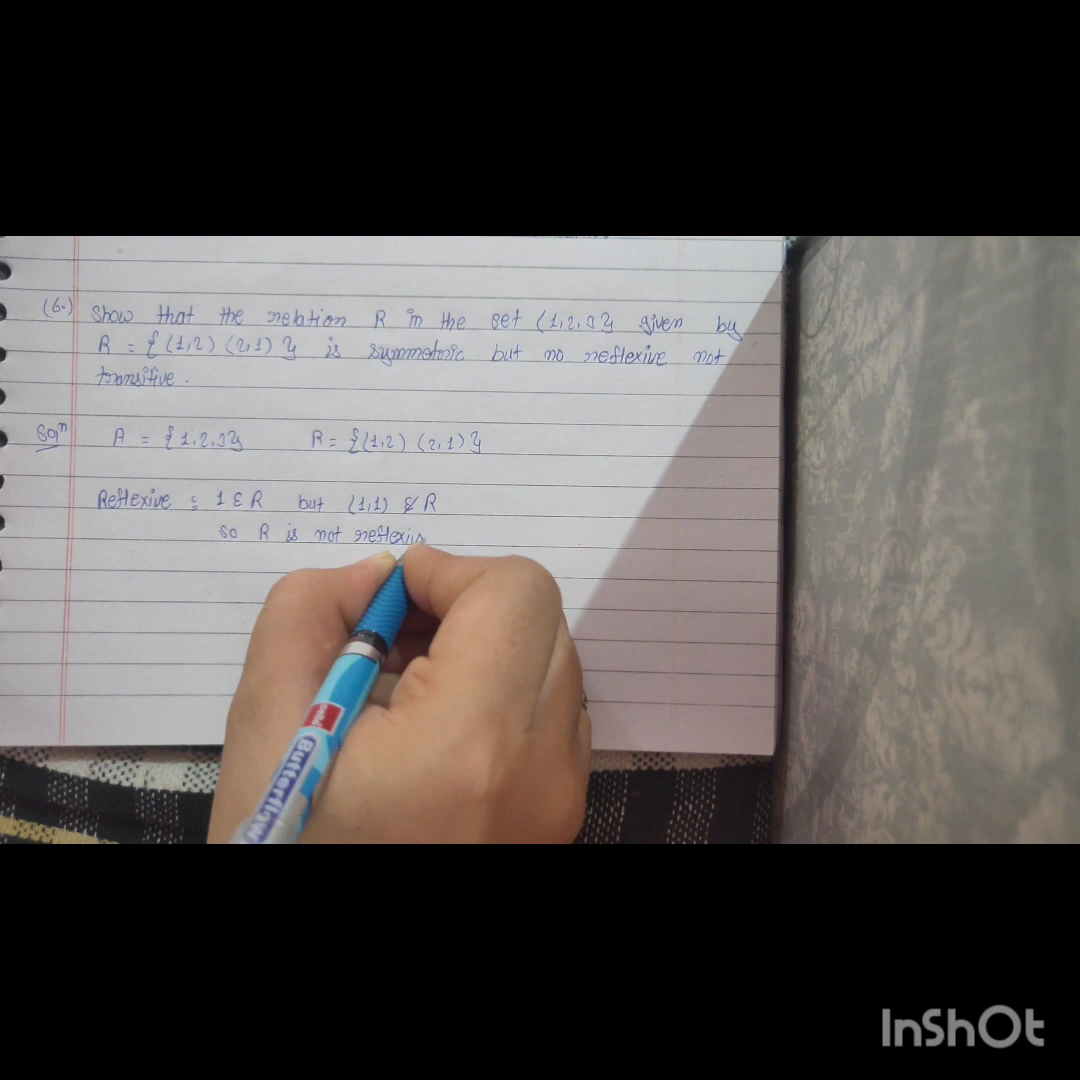 (6.) Show that the relation R in the set (1,2,3} given by
R = {(1,2) (2,1)} is symmetric but no reflexive not
transitive.
Solⁿ A = {1,2,3} R = {(1,2) (2,1)}
Reflexive : 1 ∈ R but (1,1) ∉ R
so R is not
Butterflow
InShOt